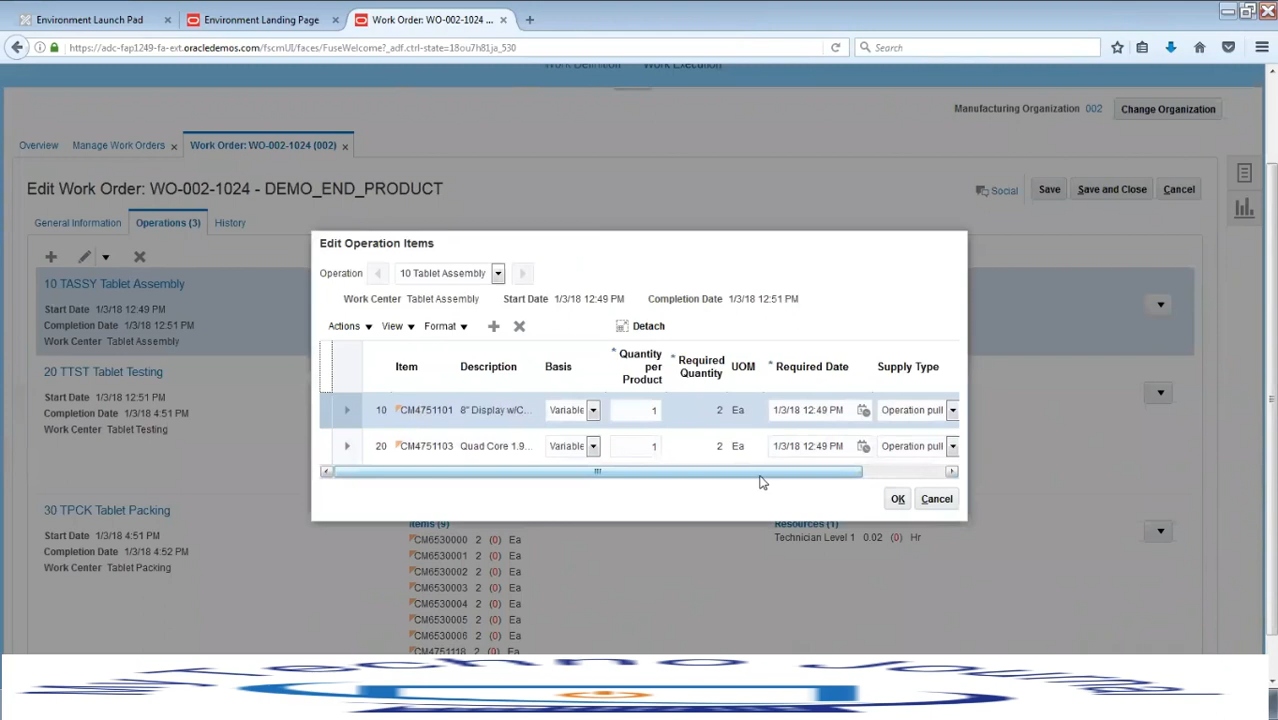 Environment Launch Pad
Environment Landing Page
Work Order: WO-002-1024 ...
https://adc-fap1249-fa-ext.oracledemos.com/fscmUI/faces/FuseWelcome?_adf.ctrl-state=18ou7h81ja_530
Search
Work Definition Work Execution
Manufacturing Organization 002 Change Organization
Overview Manage Work Orders Work Order: WO-002-1024 (002)
Edit Work Order: WO-002-1024 - DEMO_END_PRODUCT
Social Save Save and Close Cancel
General Information Operations (3) History
10 TASSY Tablet Assembly
Start Date 1/3/18 12:49 PM
Completion Date 12:51 PM
Work Center Tablet Assembly
20 TTST Tablet Testing
Start Date 1/3/18 12:51 PM
Completion Date 1/3/18 4:51 PM
Work Center Tablet Testing
30 TPCK Tablet Packing
Start Date 1/3/18 4:51 PM
Completion Date 1/3/18 4:52 PM
Work Center Tablet Packing
Edit Operation Items
Operation 10 Tablet Assembly
Work Center Tablet Assembly Start Date 1/3/18 12:49 PM Completion Date 1/3/18 12:51 PM
Actions View Format Detach
Item Description Basis * Quantity per Product * Required Quantity UOM * Required Date Supply Type
10 CM4751101 8" Display w/C... Variable 1 2 Ea 1/3/18 12:49 PM Operation pull
20 CM4751103 Quad Core 1.9... Variable 1 2 Ea 1/3/18 12:49 PM Operation pull
OK Cancel
Items (9)
CM6530000 2 (0) Ea
CM6530001 2 (0) Ea
CM6530002 2 (0) Ea
CM6530003 2 (0) Ea
CM6530004 2 (0) Ea
CM6530005 2 (0) Ea
CM6530006 2 (0) Ea
CM4751118 2 (0) Ea
Resources (1)
Technician Level 1 0.02 (0) Hr